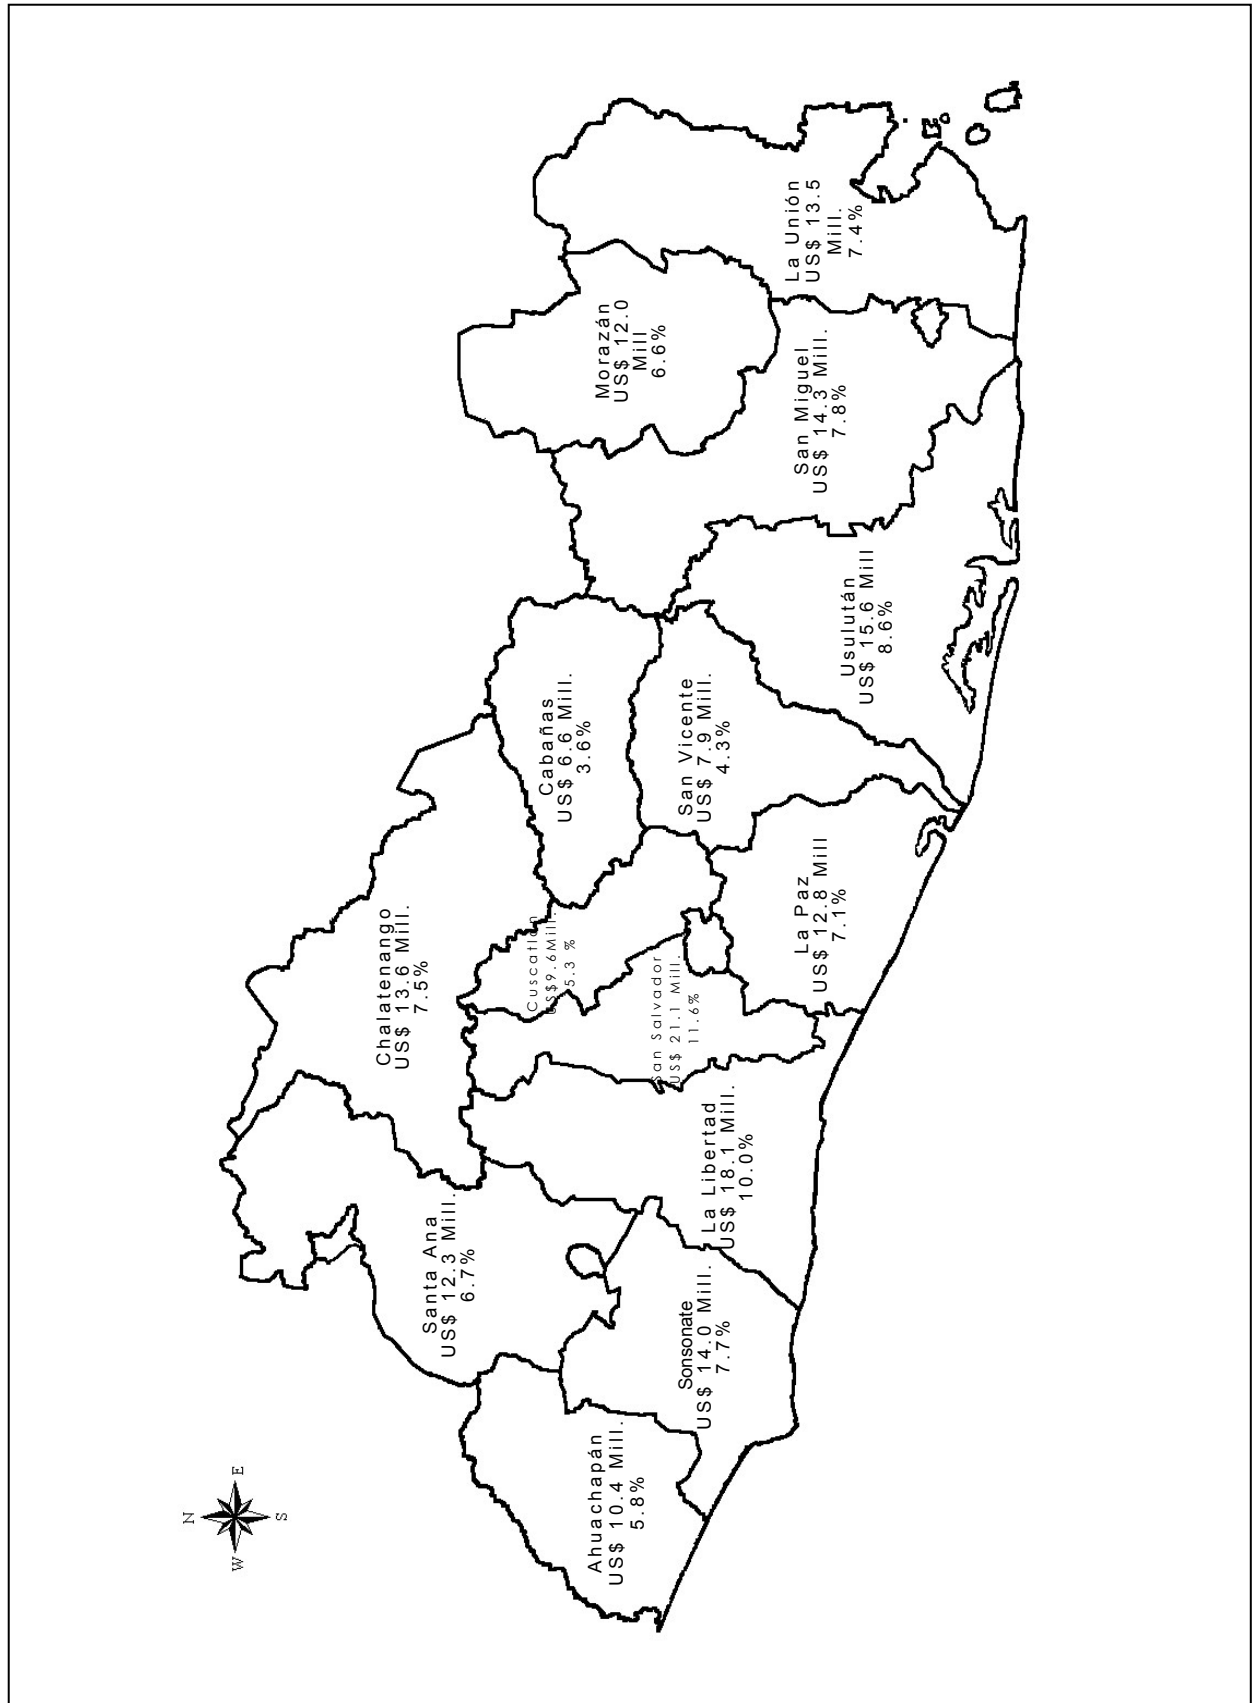 N
W
E
S
Chalatenango
US$ 13.6 Mill.
7.5%
Santa Ana
US$ 12.3 Mill.
6.7%
Ahuachapán
US$ 10.4 Mill.
5.8%
Sonsonate
US$ 14.0 Mill.
7.7%
La Libertad
US$ 18.1 Mill.
10.0%
San Salvador
US$ 21.1 Mill.
11.6%
Cuscatlán
US$9.6Mill.
5.3 %
La Paz
US$ 12.8 Mill
7.1%
Cabañas
US$ 6.6 Mill.
3.6%
San Vicente
US$ 7.9 Mill.
4.3%
Usulután
US$ 15.6 Mill
8.6%
San Miguel
US$ 14.3 Mill.
7.8%
Morazán
US$ 12.0
Mill
6.6%
La Unión
US$ 13.5
Mill.
7.4%